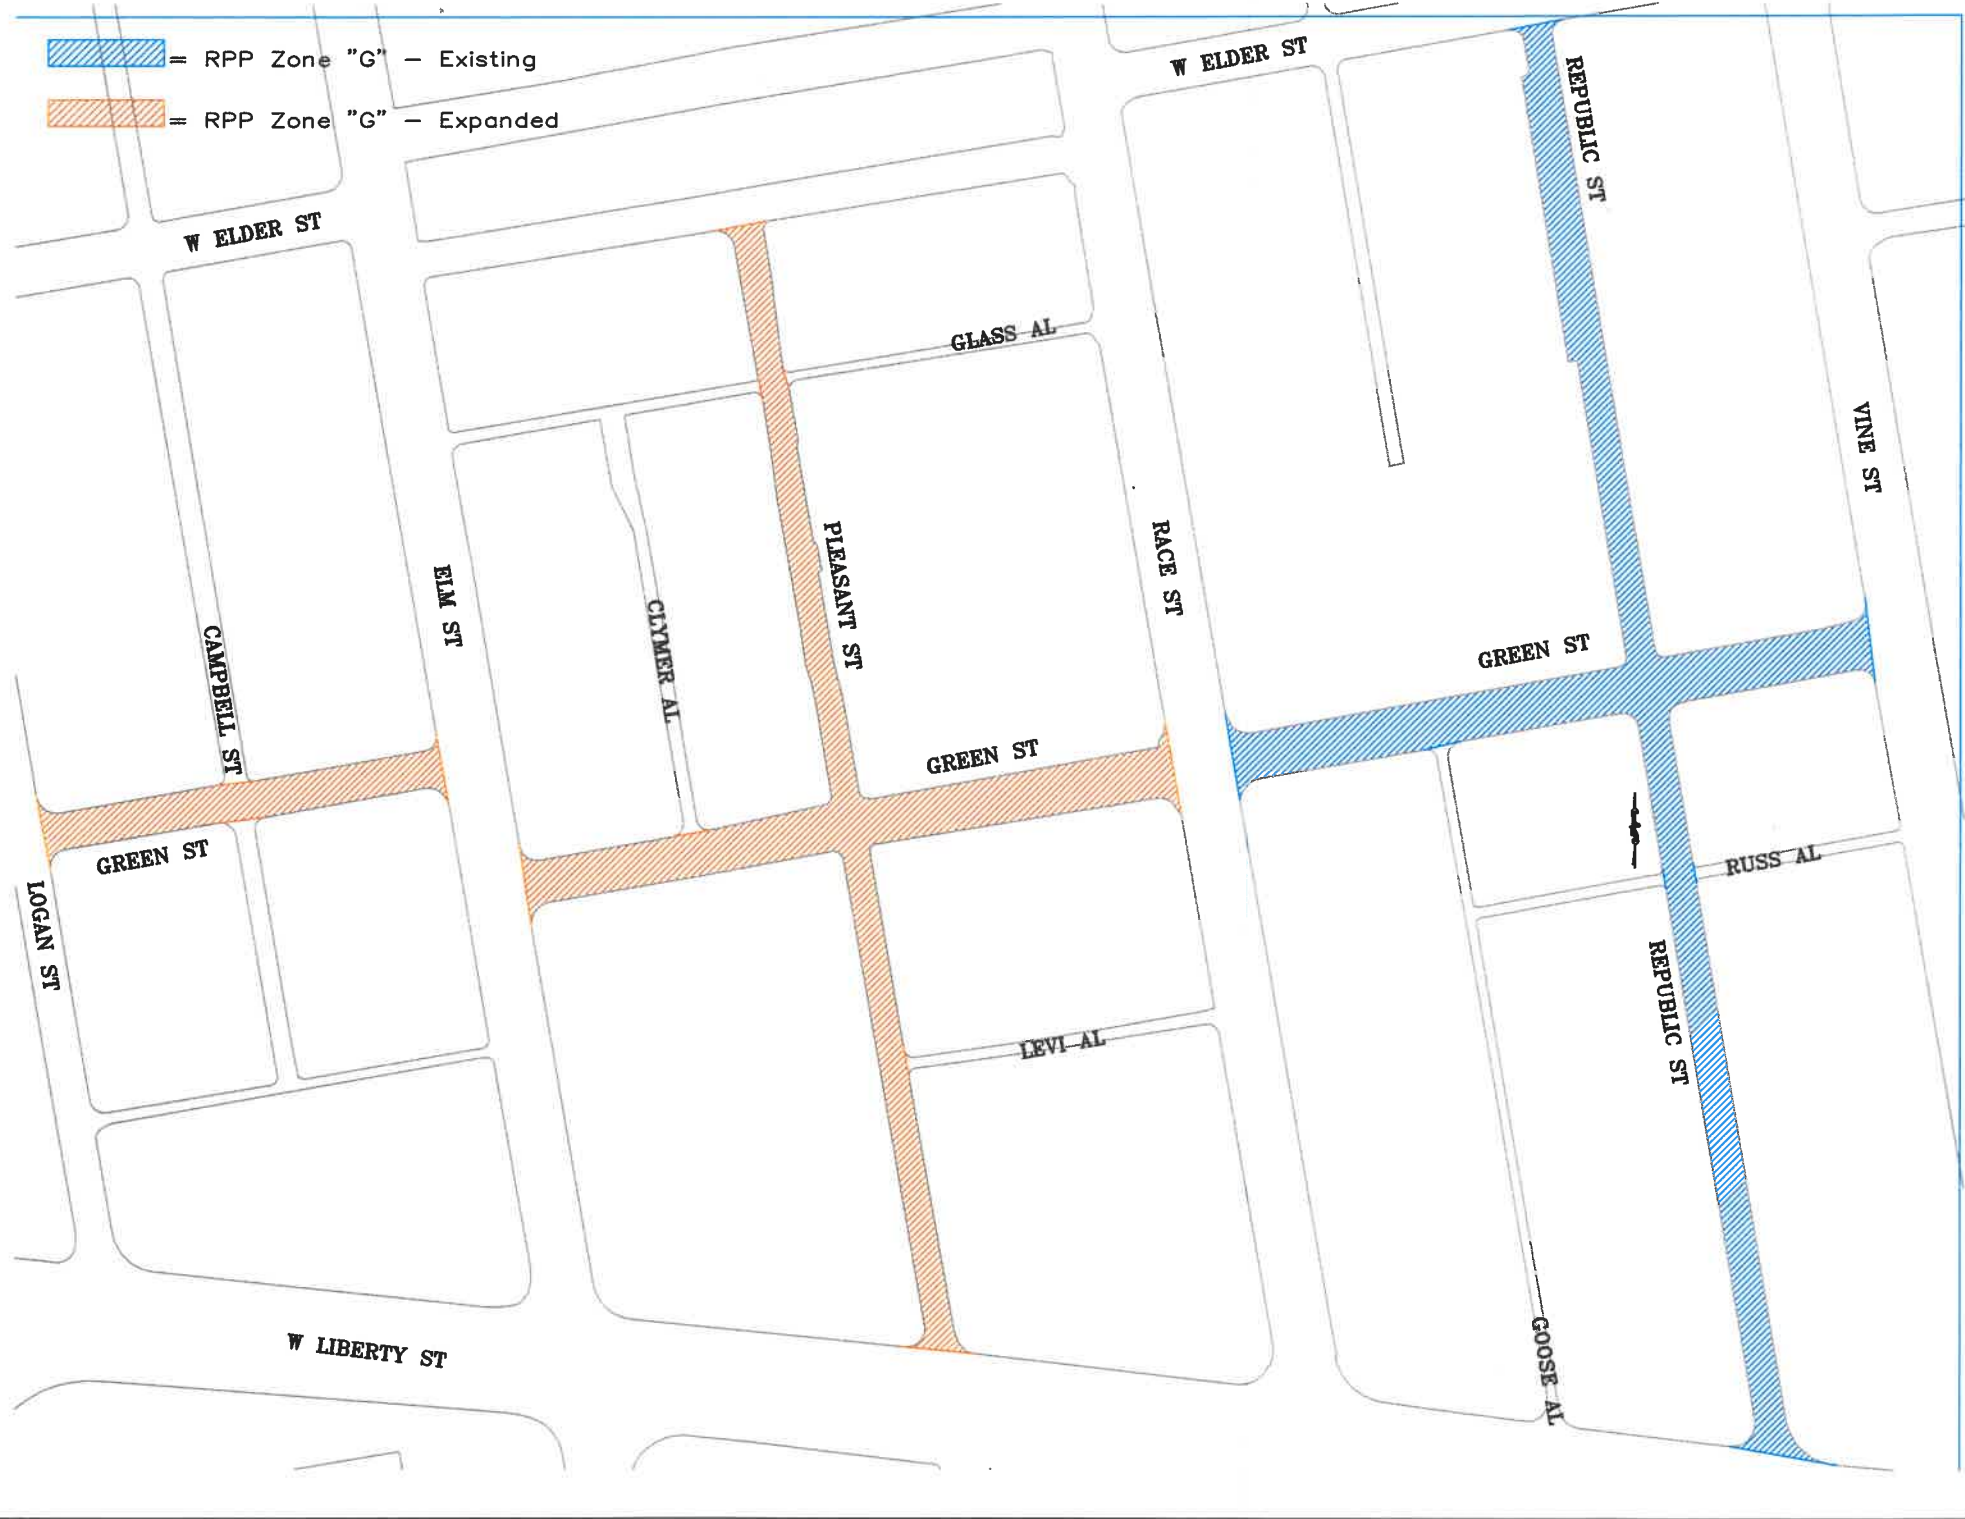 = RPP Zone "G" - Existing
= RPP Zone "G" - Expanded
W ELDER ST
W ELDER ST
REPUBLIC ST
GLASS AL
VINE ST
PLEASANT ST
RACE ST
ELM ST
CLYMER AL
CAMPBELL ST
GREEN ST
GREEN ST
GREEN ST
RUSS AL
LOGAN ST
REPUBLIC ST
LEVI AL
W LIBERTY ST
GOOSE AL